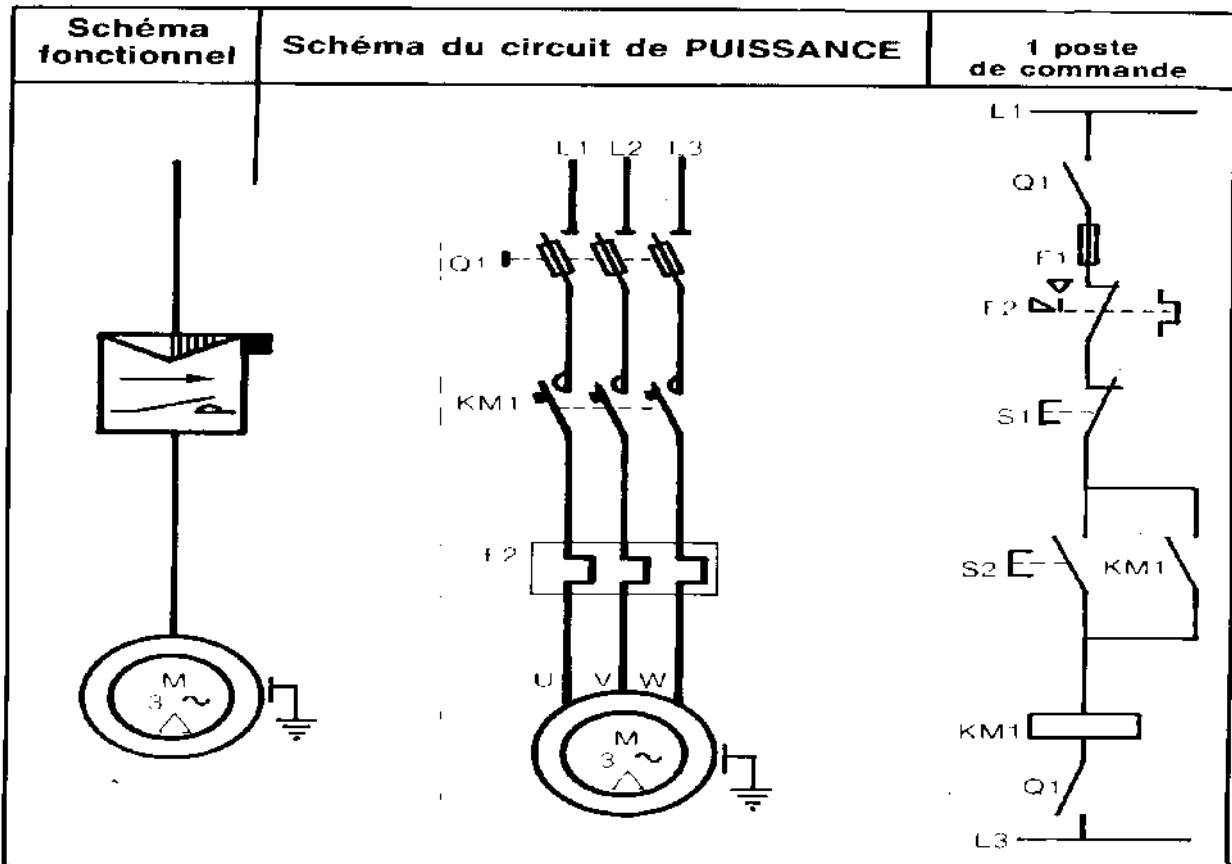 Schéma
fonctionnel
Schéma du circuit de PUISSANCE
1 poste
de commande
M
3 ~
L1 L2 L3
Q1
KM1
F2
U V W
M
3 ~
L1
Q1
F1
F2
S1
S2
KM1
KM1
Q1
L3